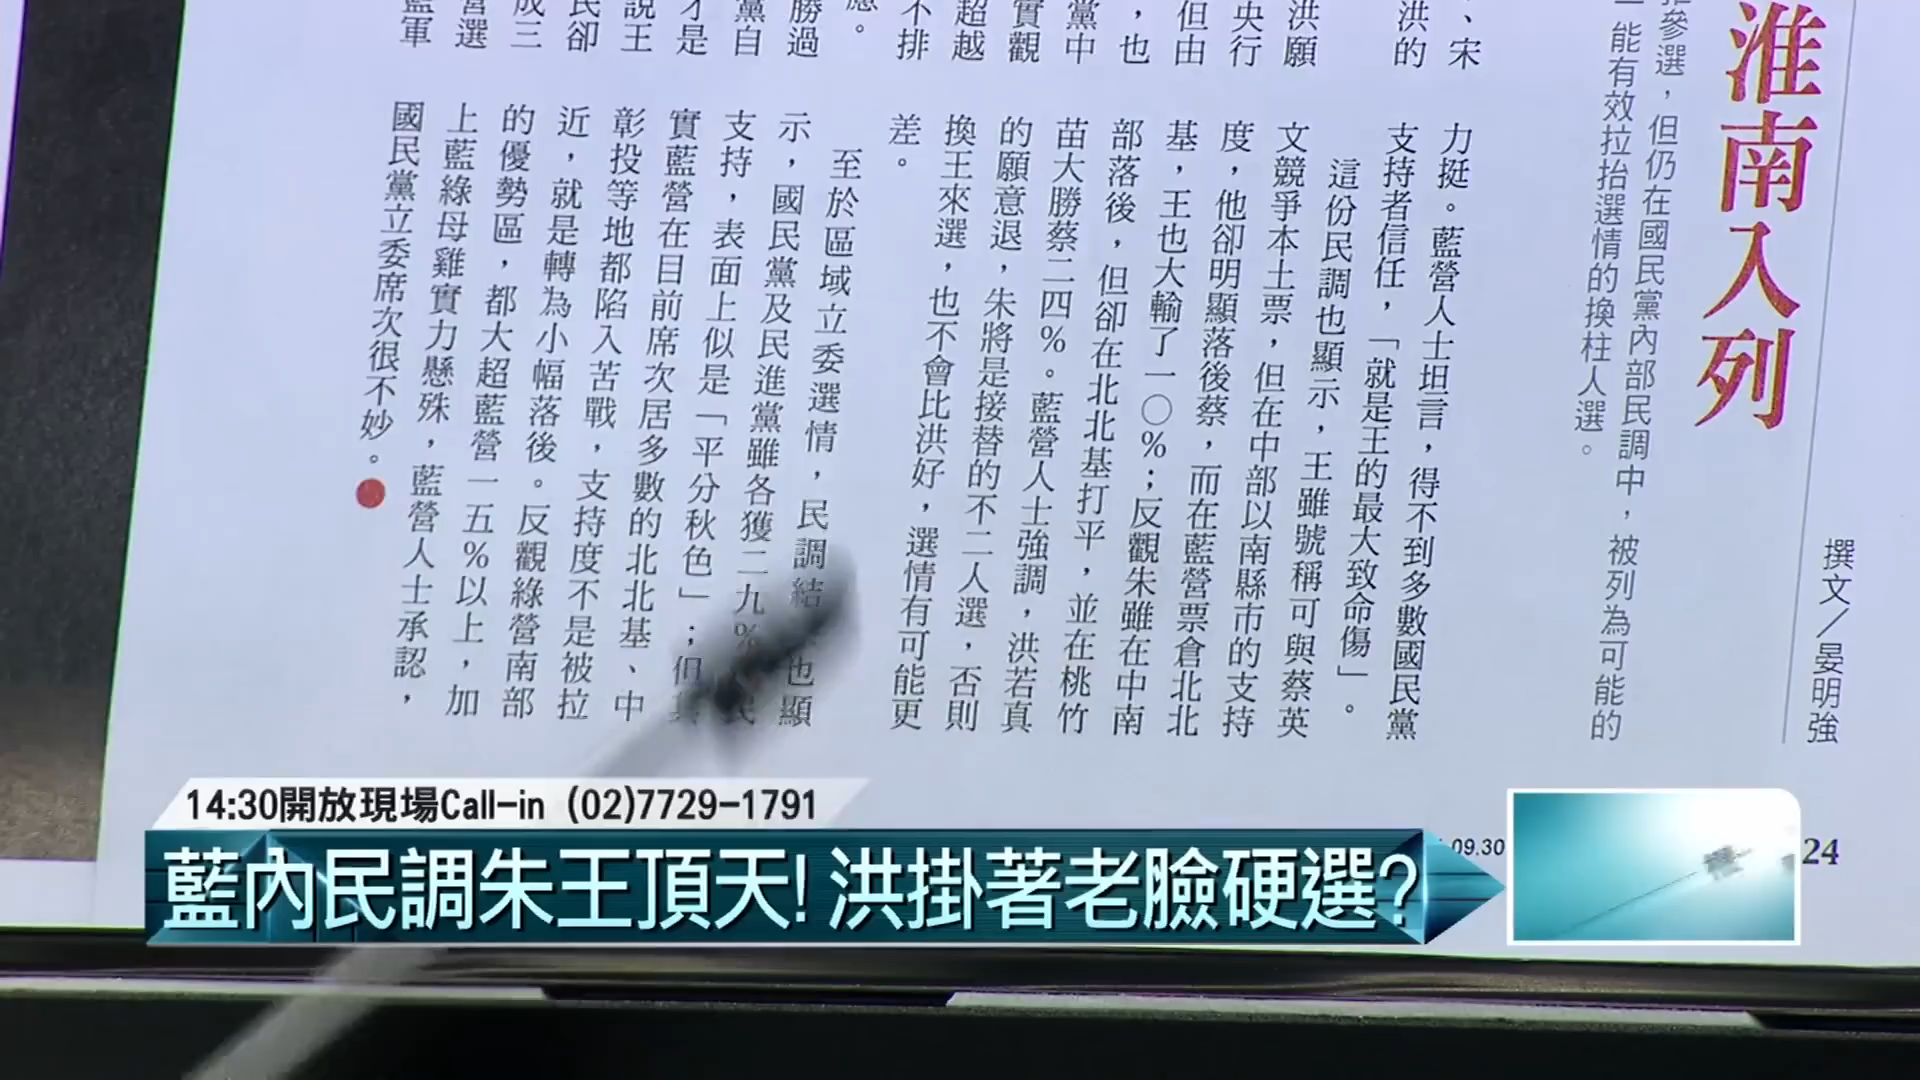 撰文／晏明強
淮南入列
參選，但仍在國民黨內部民調中，被列為可能的
能有效拉抬選情的換柱人選。
、宋
洪的
洪願
央行
但由
，也
黨中
實觀
超越
不排
應。
勝過
黨自
才是
說王
民卻
成三
營選
藍軍
力挺。藍營人士坦言，得不到多數國民黨
支持者信任，「就是王的最大致命傷」。
這份民調也顯示，王雖號稱可與蔡英
文競爭本土票，但在中部以南縣市的支持
度，他卻明顯落後蔡，而在藍營票倉北北
基，王也大輸了一〇％；反觀朱雖在中南
部落後，但卻在北北基打平，並在桃竹
苗大勝蔡二四％。藍營人士強調，洪若真
的願意退，朱將是接替的不二人選，否則
換王來選，也不會比洪好，選情有可能更
差。
至於區域立委選情，民調結也顯
示，國民黨及民進黨雖各獲二九％民
支持，表面上似是「平分秋色」；但其
實藍營在目前席次居多數的北北基、中
彰投等地都陷入苦戰，支持度不是被拉
近，就是轉為小幅落後。反觀綠營南部
的優勢區，都大超藍營一五％以上，加
上藍綠母雞實力懸殊，藍營人士承認，
國民黨立委席次很不妙。
14:30開放現場Call-in (02)7729-1791
藍內民調朱王頂天! 洪掛著老臉硬選?
09.30
24